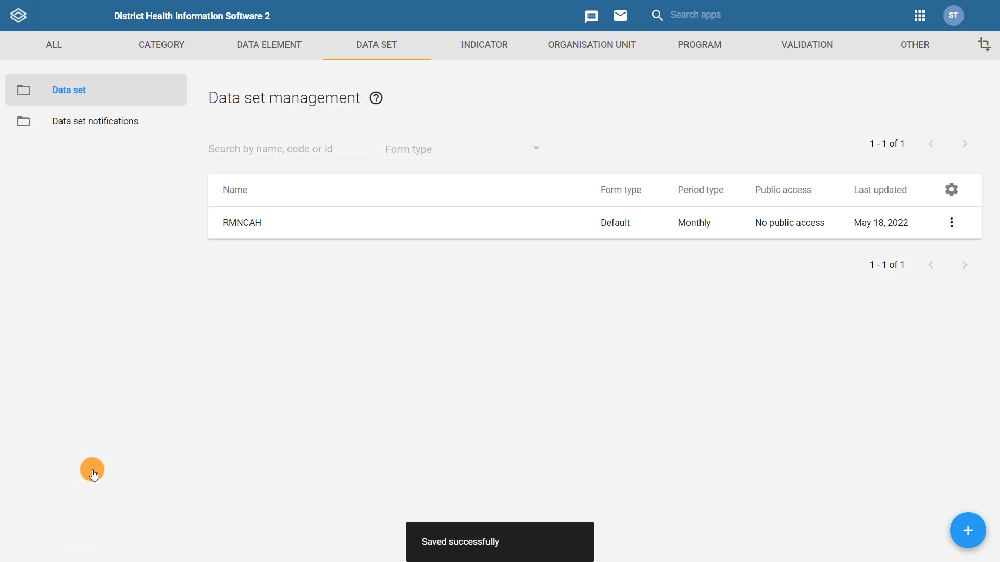 District Health Information Software 2
Search apps
ST
ALL
CATEGORY
DATA ELEMENT
DATA SET
INDICATOR
ORGANISATION UNIT
PROGRAM
VALIDATION
OTHER
Data set
Data set notifications
Data set management
Search by name, code or id
Form type
1 - 1 of 1
Name Form type Period type Public access Last updated
RMNCAH Default Monthly No public access May 18, 2022
1 - 1 of 1
Saved successfully